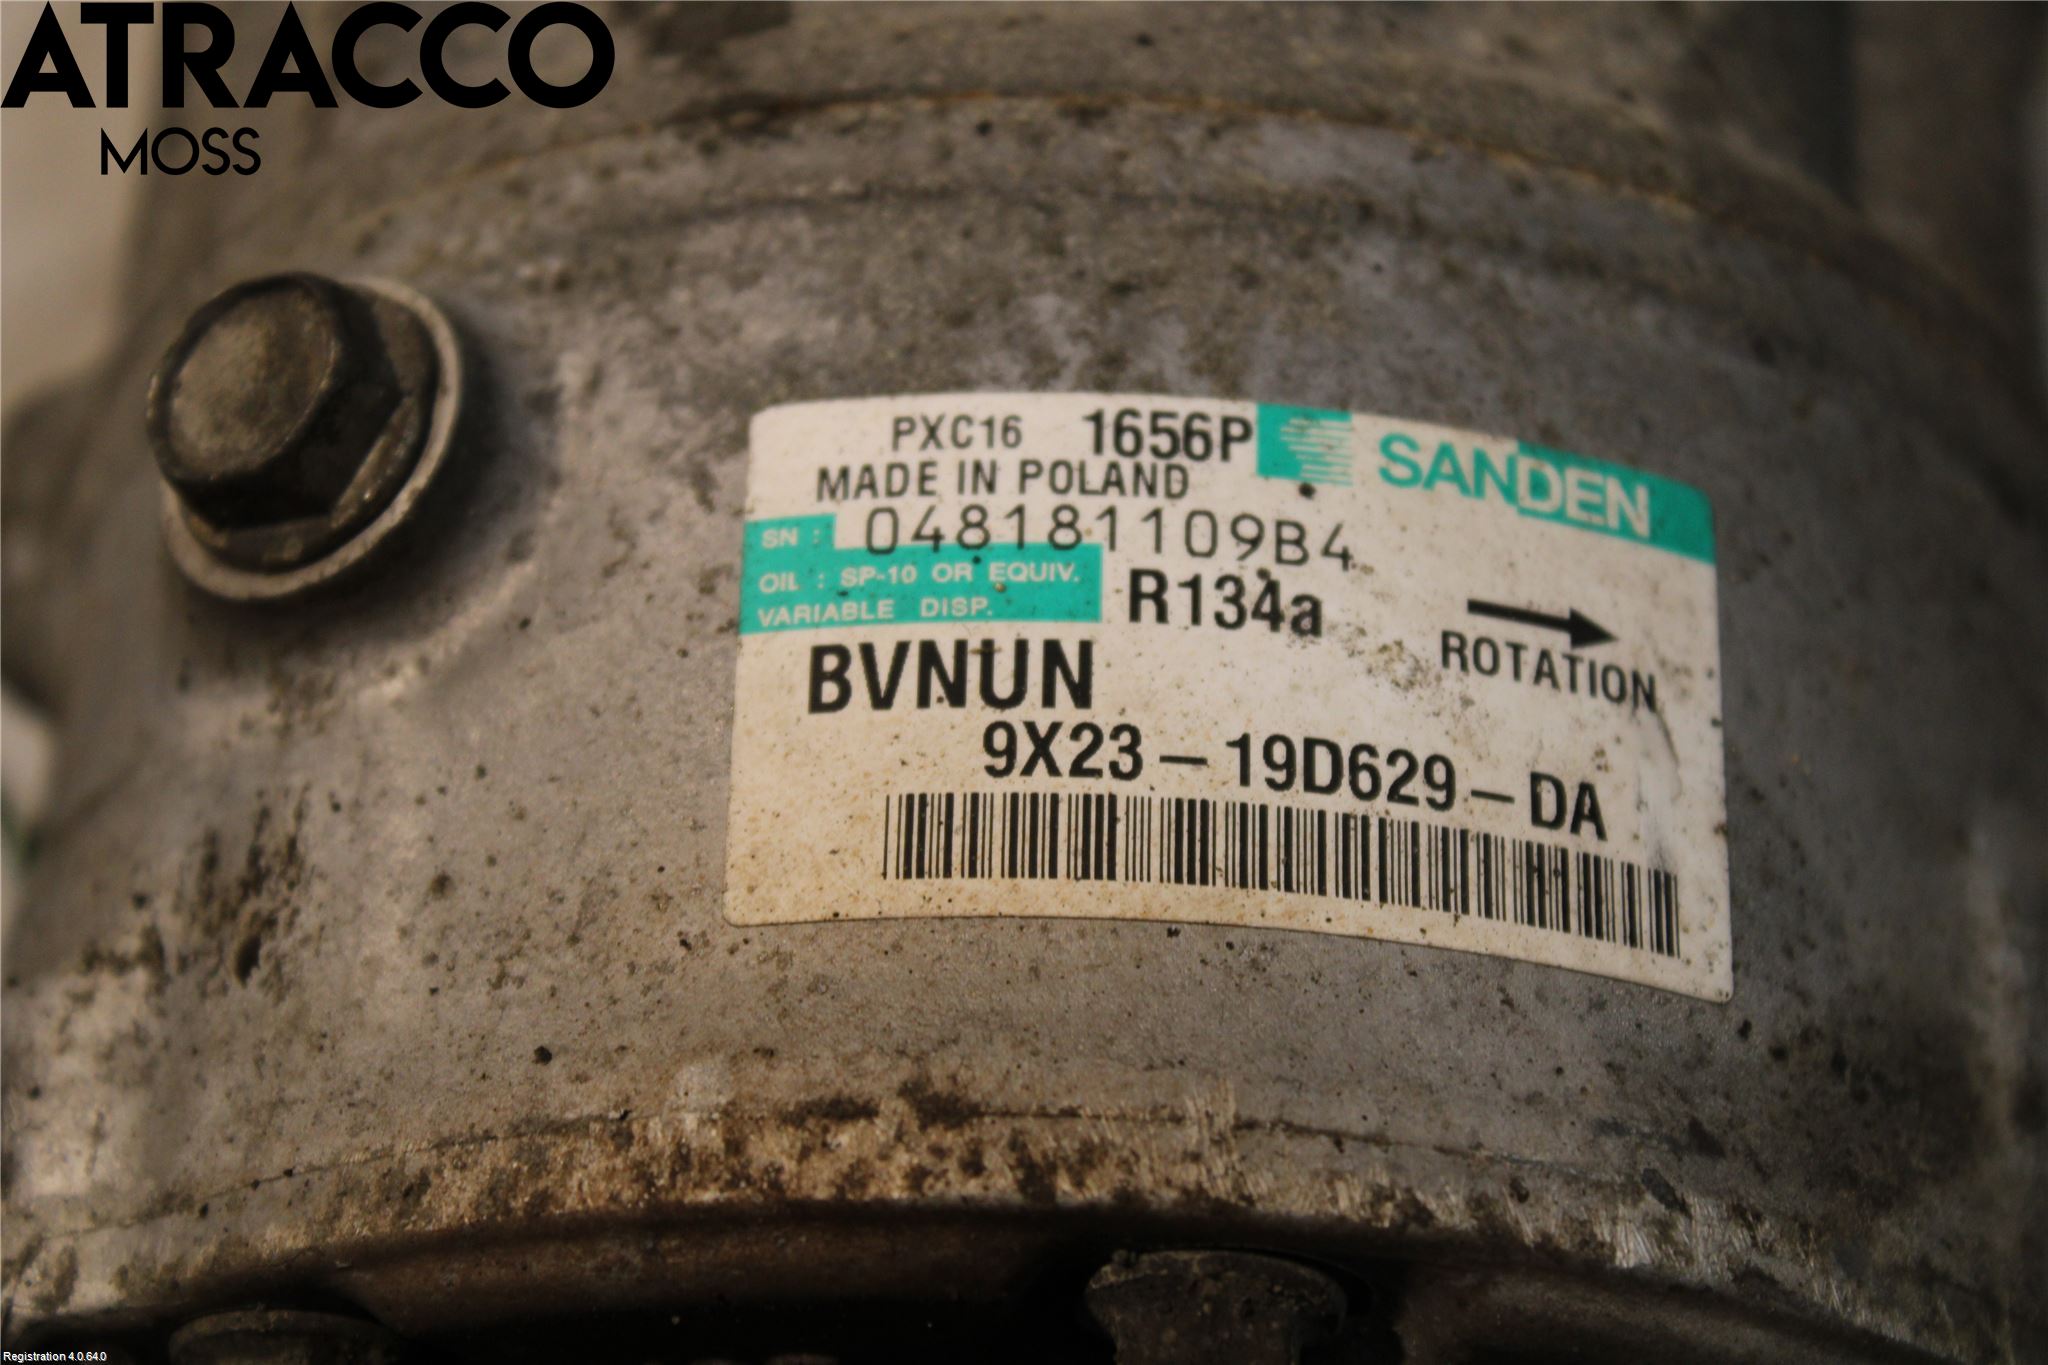 ATRACCO
MOSS
PXC16 1656P SANDEN
MADE IN POLAND
SN : 048181109B4
OIL : SP-10 OR EQUIV.
VARIABLE DISP.
R134a
ROTATION
BVNUN
9X23-19D629-DA
Registration 4.0.64.0